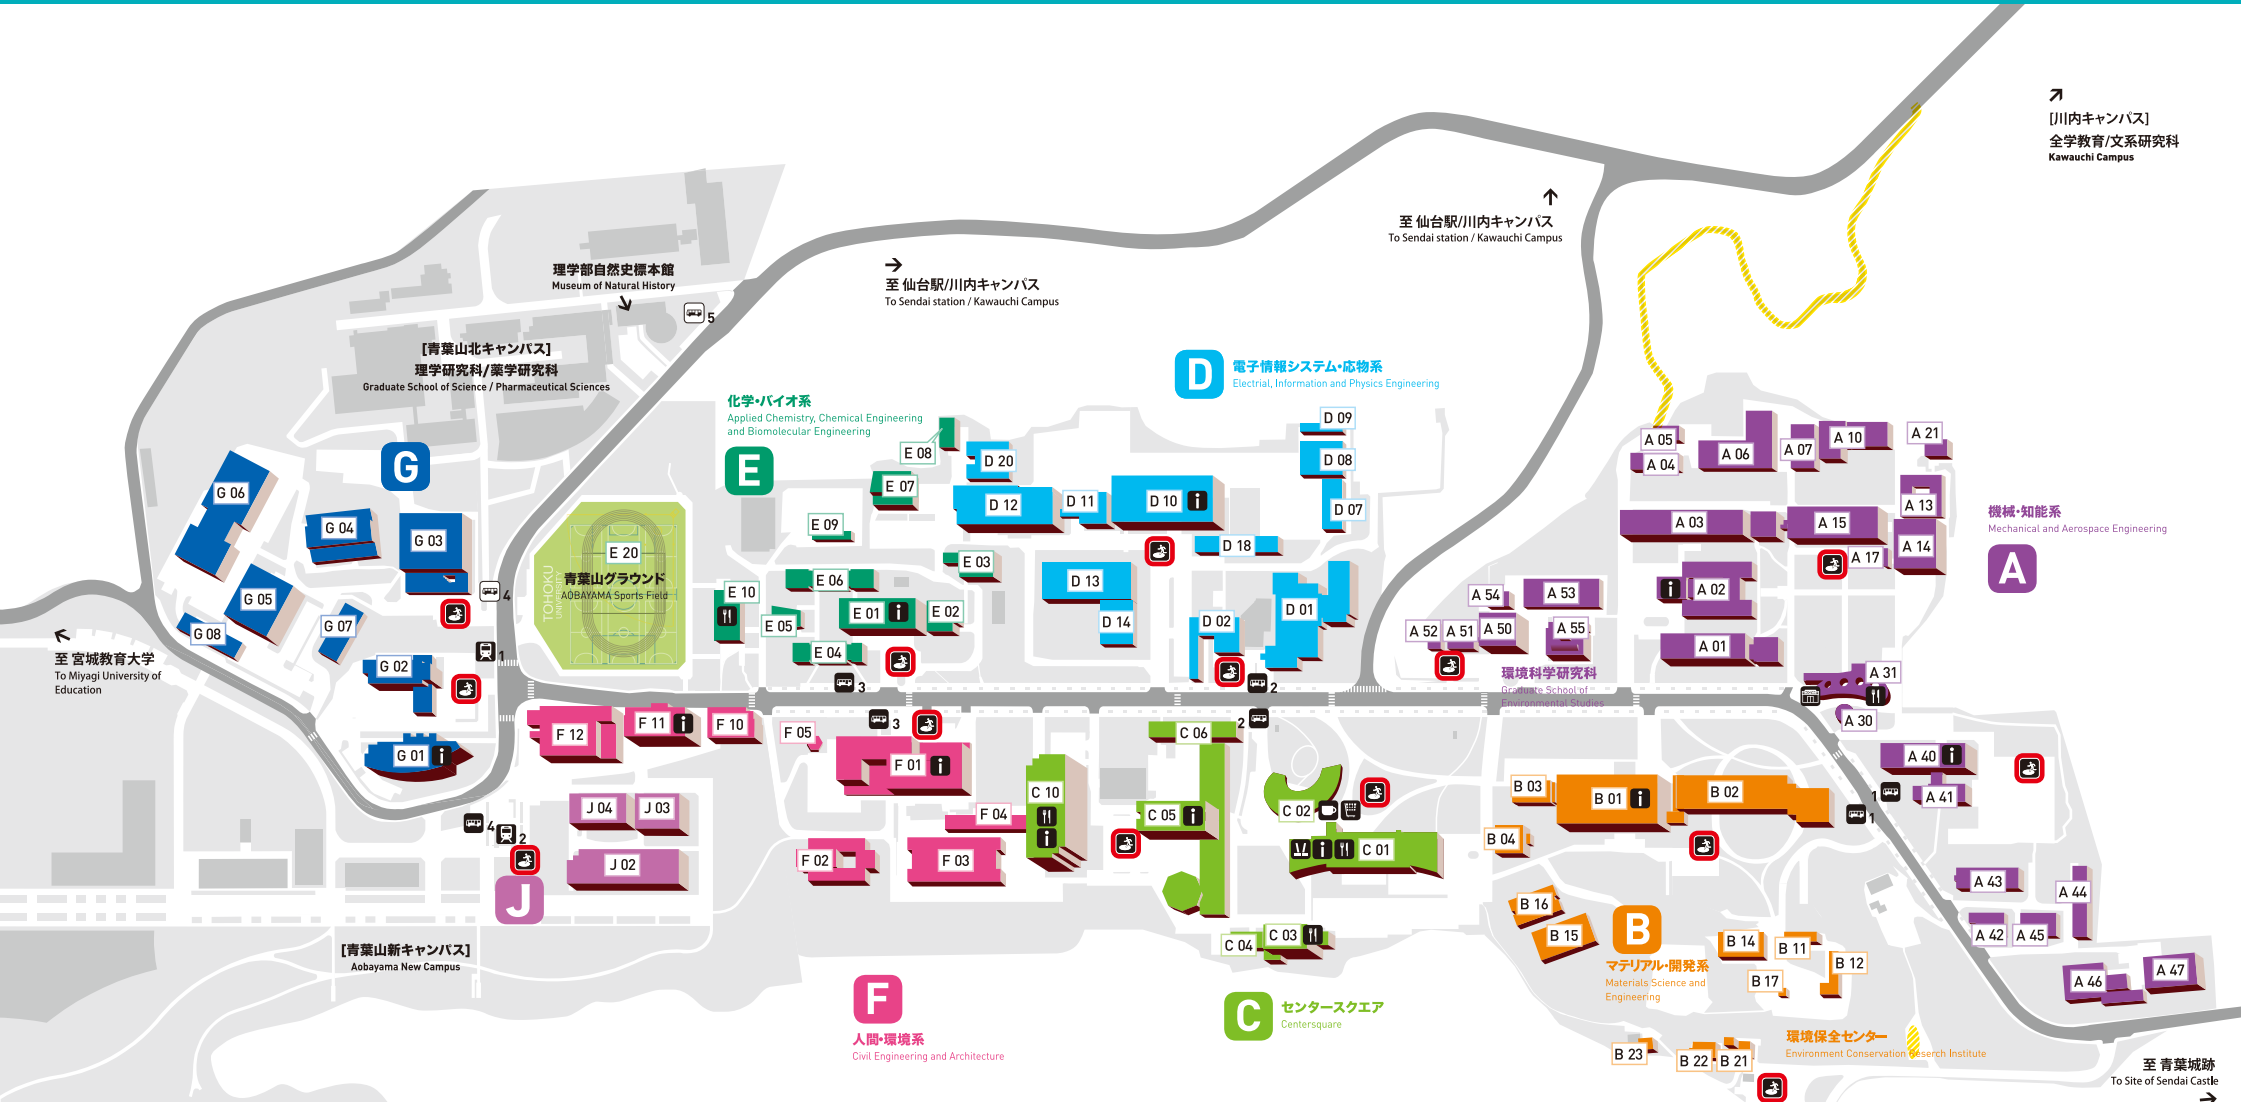 [川内キャンパス]
全学教育/文系研究科
Kawauchi Campus
至 仙台駅/川内キャンパス
To Sendai station / Kawauchi Campus
理学部自然史標本館
Museum of Natural History
至 仙台駅/川内キャンパス
To Sendai station / Kawauchi Campus
5
[青葉山北キャンパス]
理学研究科/薬学研究科
Graduate School of Science / Pharmaceutical Sciences
D
電子情報システム・応物系
Electrial, Information and Physics Engineering
化学・バイオ系
Applied Chemistry, Chemical Engineering
and Biomolecular Engineering
E
G
機械・知能系
Mechanical and Aerospace Engineering
A
G 06
G 04
G 03
G 05
G 08
G 07
G 02
G 01
4
1
至 宮城教育大学
To Miyagi University of
Education
TOHOKU
UNIVERSITY
E 20
青葉山グラウンド
AOBAYAMA Sports Field
E 08
E 07
E 09
E 03
E 06
E 10
E 01
E 02
E 05
E 04
3
D 20
D 12
D 11
D 10
D 09
D 08
D 07
D 18
D 13
D 14
D 02
D 01
2
A 05
A 04
A 06
A 07
A 10
A 21
A 13
A 03
A 15
A 14
A 17
A 02
A 01
A 54
A 53
A 52
A 51
A 50
A 55
環境科学研究科
Graduate School of
Environmental Studies
A 31
A 30
A 40
A 41
1
1
A 43
A 44
A 42
A 45
A 46
A 47
F 12
F 11
F 10
F 05
3
F 01
F 04
F 02
F 03
J 04
J 03
J 02
4
2
J
[青葉山新キャンパス]
Aobayama New Campus
C 10
C 06
2
C 05
C 02
C 01
C 04
C 03
F
人間・環境系
Civil Engineering and Architecture
C
センタースクエア
Centersquare
B 03
B 01
B 02
B 04
B 16
B 15
B
マテリアル・開発系
Materials Science and
Engineering
B 14
B 11
B 12
B 17
B 23
B 22
B 21
環境保全センター
Environment Conservation Reserch Institute
至 青葉城跡
To Site of Sendai Castle